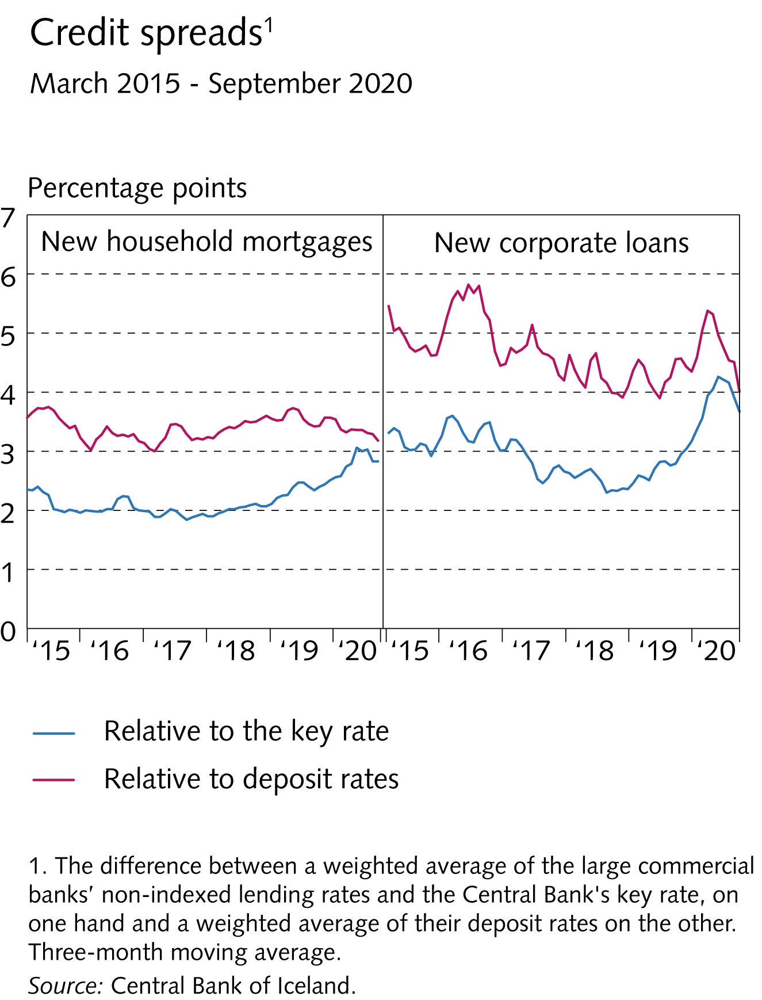 Credit spreads¹
March 2015 - September 2020
Percentage points
7
New household mortgages
New corporate loans
6
5
4
3
2
1
0
‘15 ‘16 ‘17 ‘18 ‘19 ‘20 ‘15 ‘16 ‘17 ‘18 ‘19 ‘20
Relative to the key rate
Relative to deposit rates
1. The difference between a weighted average of the large commercial
banks’ non-indexed lending rates and the Central Bank's key rate, on
one hand and a weighted average of their deposit rates on the other.
Three-month moving average.
Source: Central Bank of Iceland.